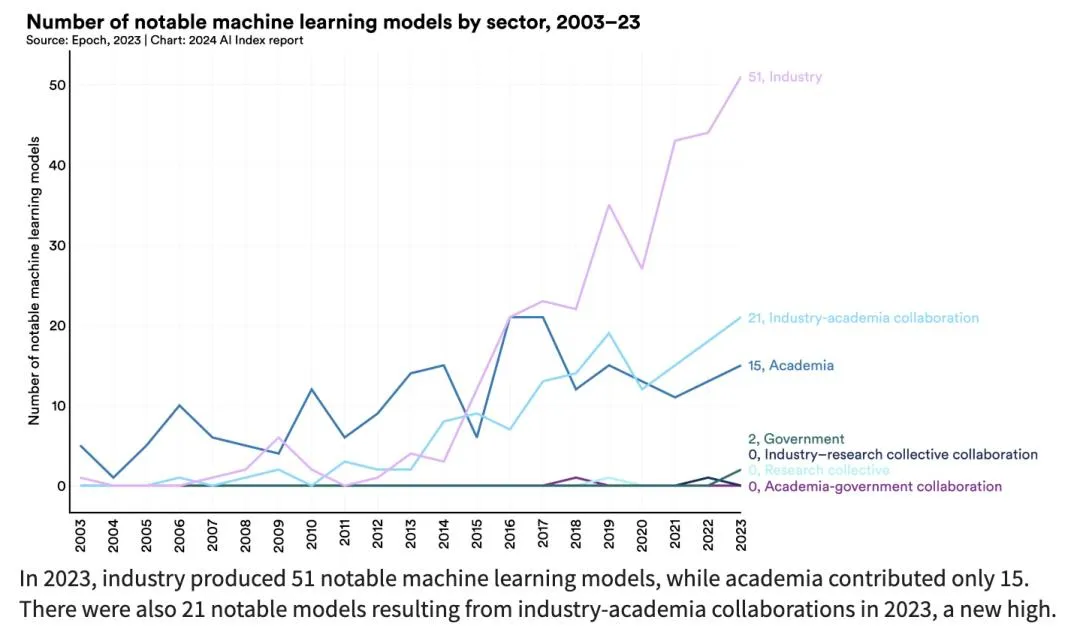 Number of notable machine learning models by sector, 2003–23
Source: Epoch, 2023 | Chart: 2024 AI Index report
Number of notable machine learning models
50
40
30
20
10
0
51, Industry
21, Industry-academia collaboration
15, Academia
2, Government
0, Industry–research collective collaboration
0, Research collective
0, Academia-government collaboration
2003
2004
2005
2006
2007
2008
2009
2010
2011
2012
2013
2014
2015
2016
2017
2018
2019
2020
2021
2022
2023
In 2023, industry produced 51 notable machine learning models, while academia contributed only 15.
There were also 21 notable models resulting from industry-academia collaborations in 2023, a new high.